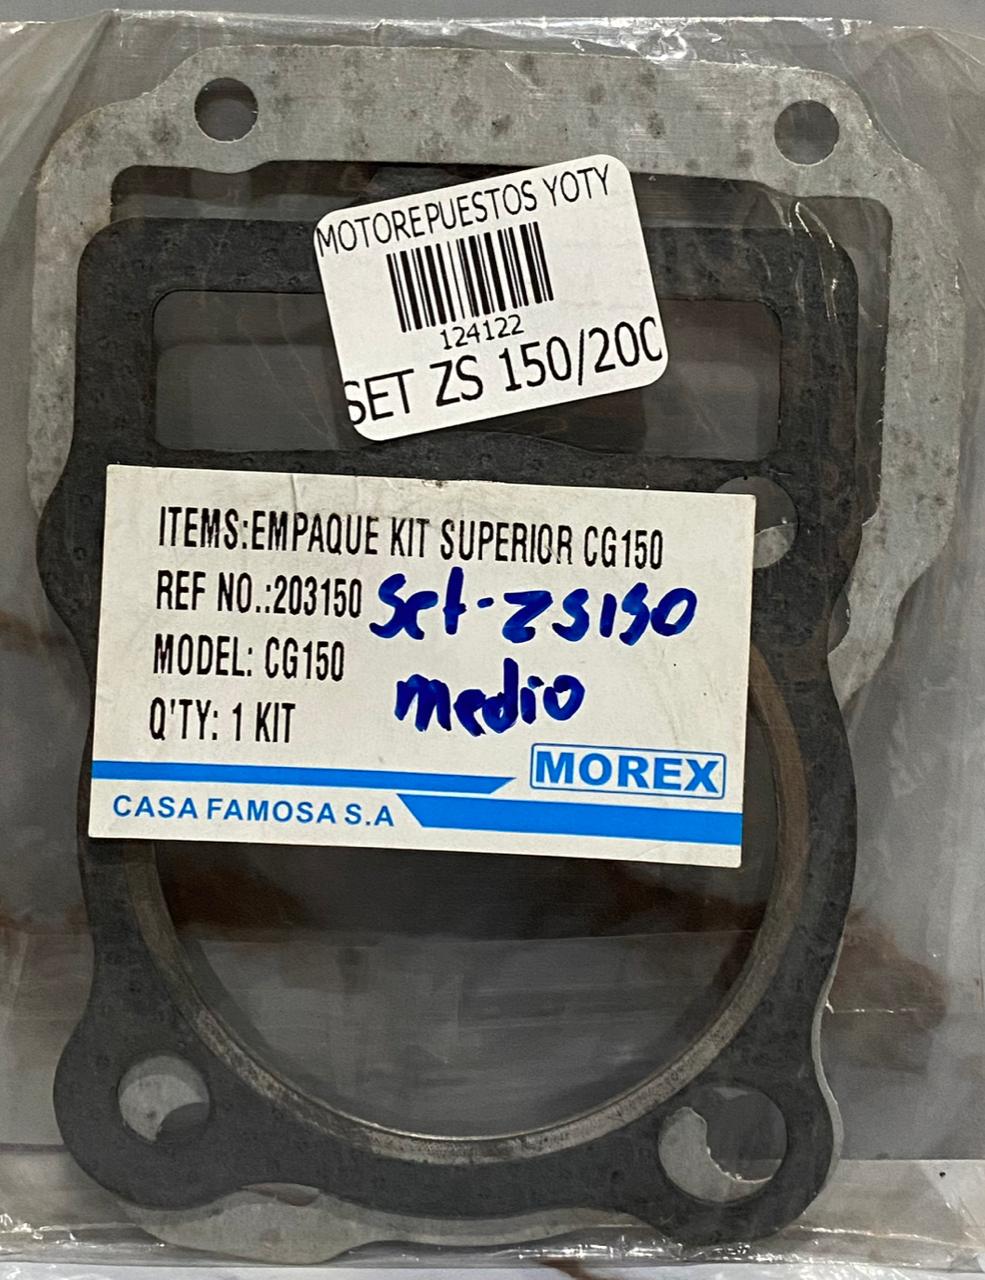 MOTOREPUESTOS YOTY
124122
SET ZS 150/200
ITEMS:EMPAQUE KIT SUPERIOR CG150
REF NO.:203150 Set-ZS150
MODEL: CG150 medio
Q'TY: 1 KIT
MOREX
CASA FAMOSA S.A